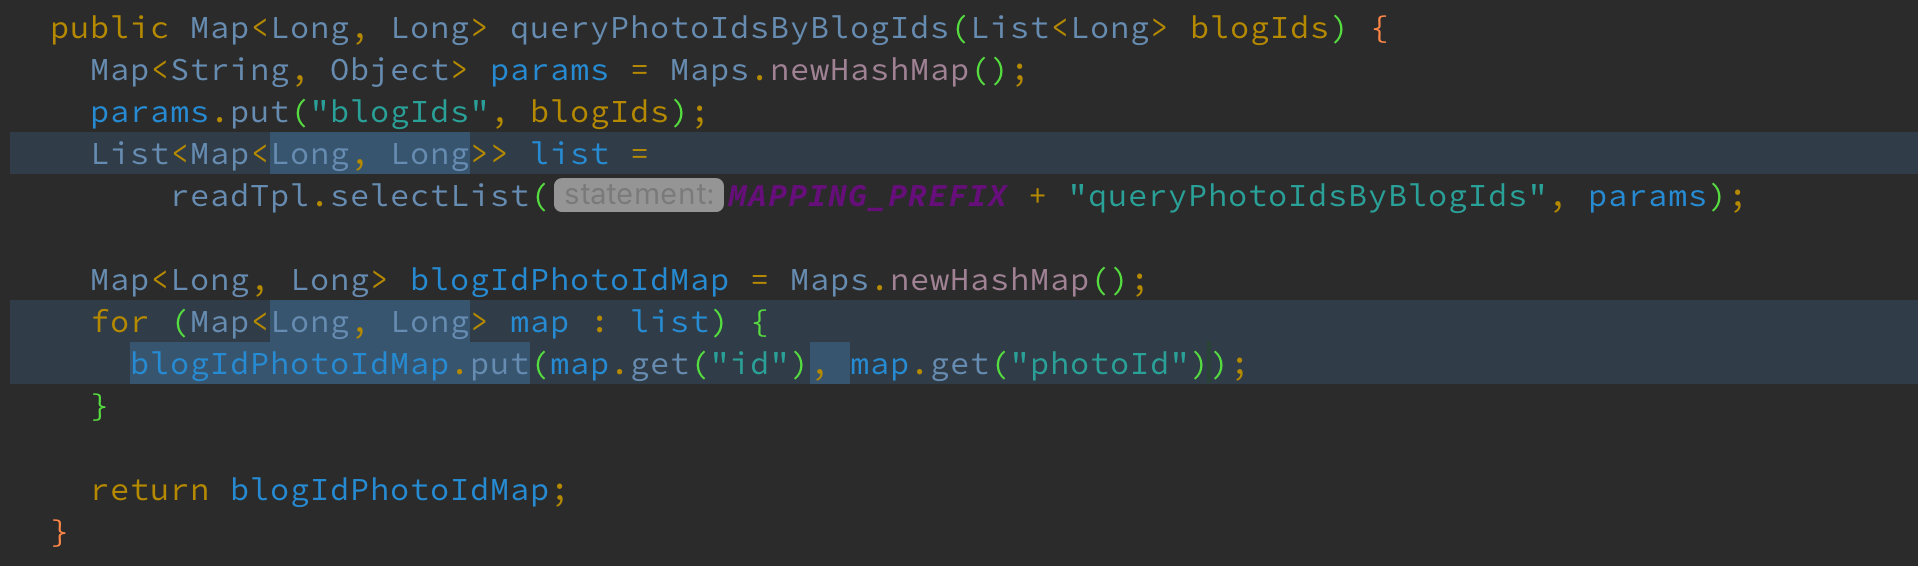 public Map<Long, Long> queryPhotoIdsByBlogIds(List<Long> blogIds) {
Map<String, Object> params = Maps.newHashMap();
params.put("blogIds", blogIds);
List<Map<Long, Long>> list =
readTpl.selectList( statement: MAPPING_PREFIX + "queryPhotoIdsByBlogIds", params);
Map<Long, Long> blogIdPhotoIdMap = Maps.newHashMap();
for (Map<Long, Long> map : list) {
blogIdPhotoIdMap.put(map.get("id"), map.get("photoId"));
}
return blogIdPhotoIdMap;
}